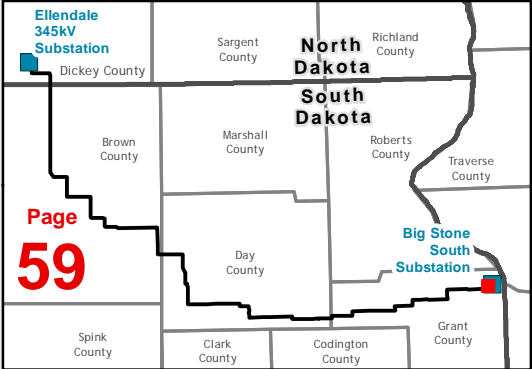 Ellendale
345kV
Substation
Dickey County
Sargent
County
North
Dakota
Richland
County
South
Dakota
Brown
County
Marshall
County
Roberts
County
Traverse
County
Page
59
Day
County
Big Stone
South
Substation
Spink
County
Clark
County
Codington
County
Grant
County